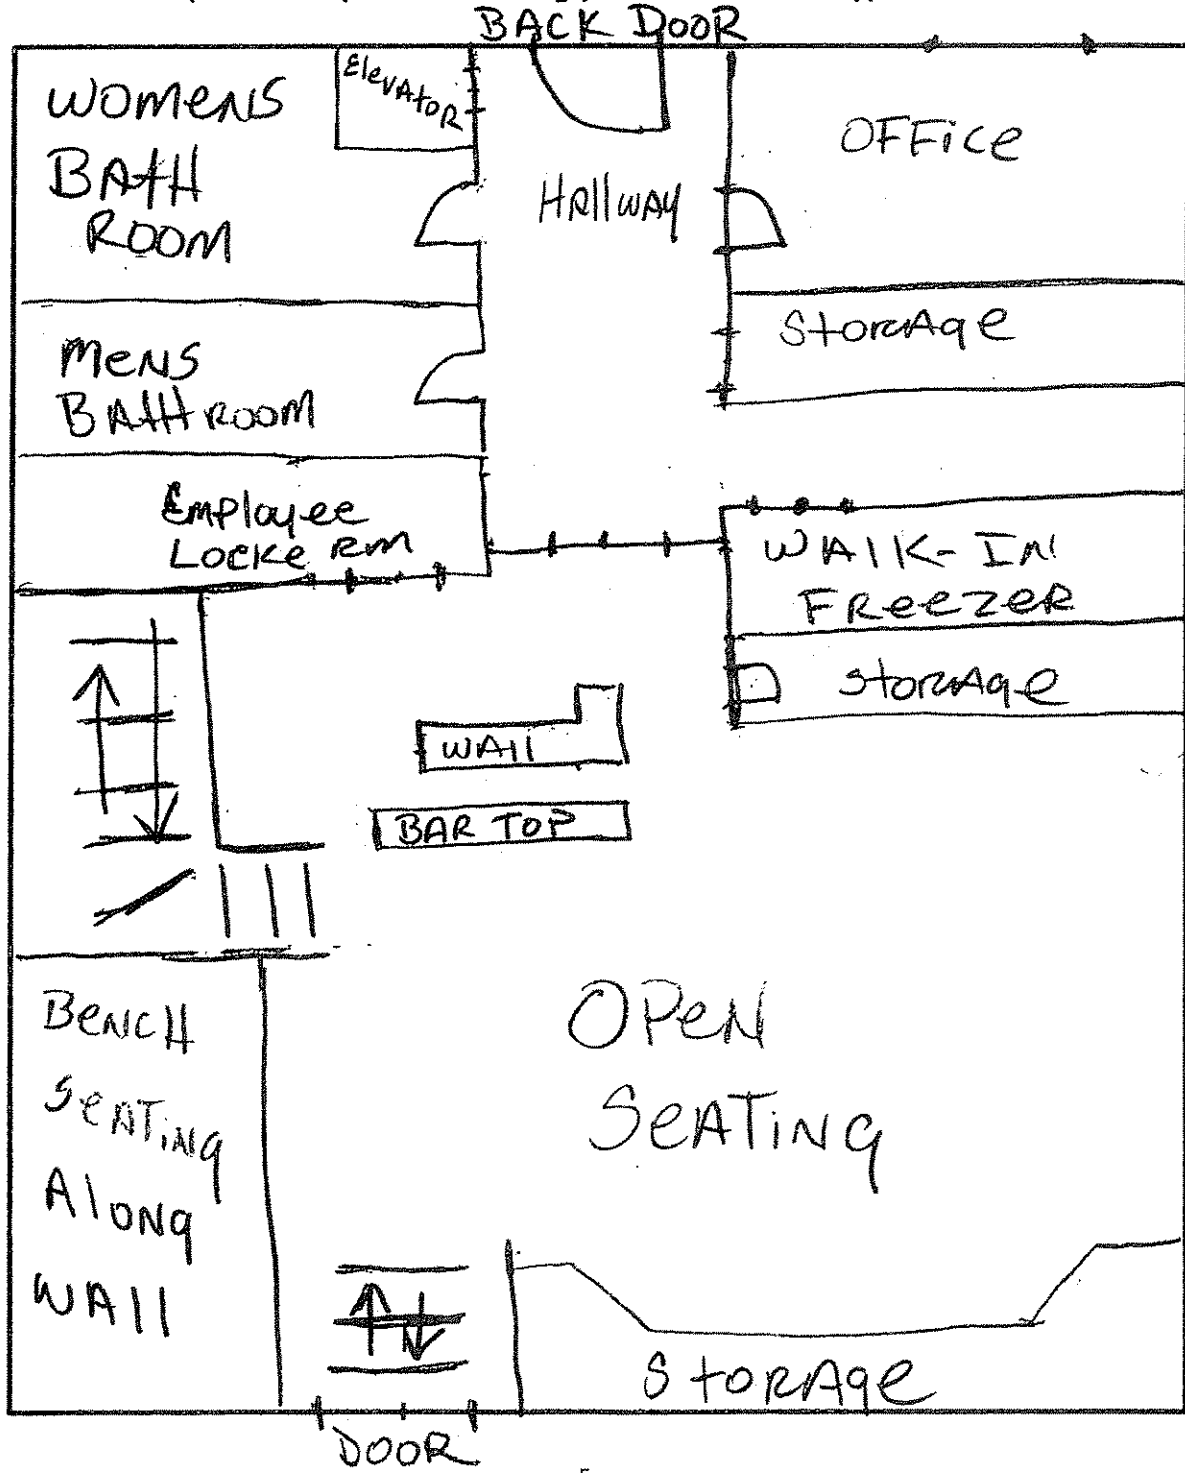 BACK DOOR
WOMENS
BATH
ROOM
Elevator
HAllWAY
OFFice
StorAge
MeNS
BATHROOM
Employee
Locke Rm
WAlK-IN
FReeZeR
StorAge
WAll
BAR TOP
BeNCH
SeATiNg
AloNg
WAll
OPeN
SeATiNg
StoRAge
DOOR